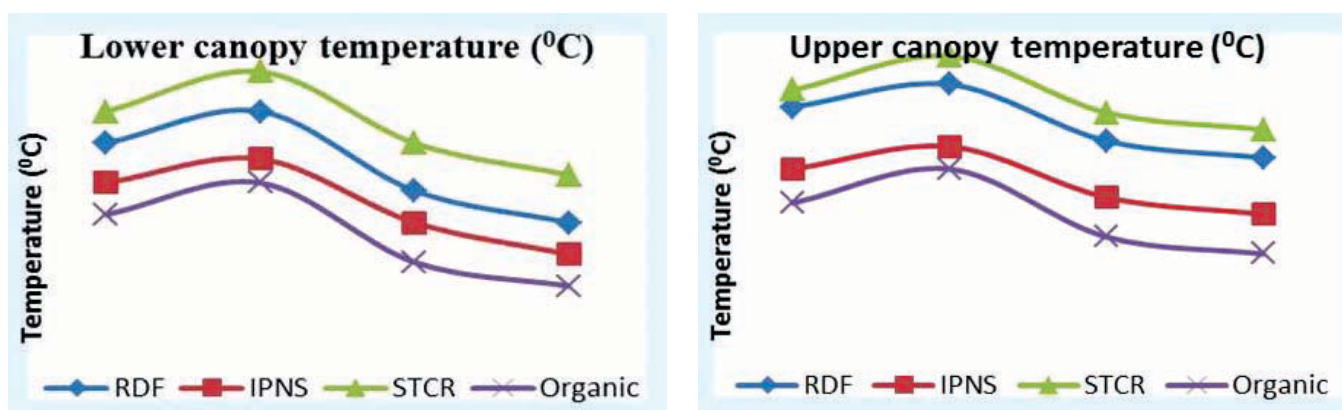 Lower canopy temperature (⁰C)
Temperature (⁰C)
RDF IPNS STCR Organic
Upper canopy temperature (⁰C)
Temperature (⁰C)
RDF IPNS STCR Organic